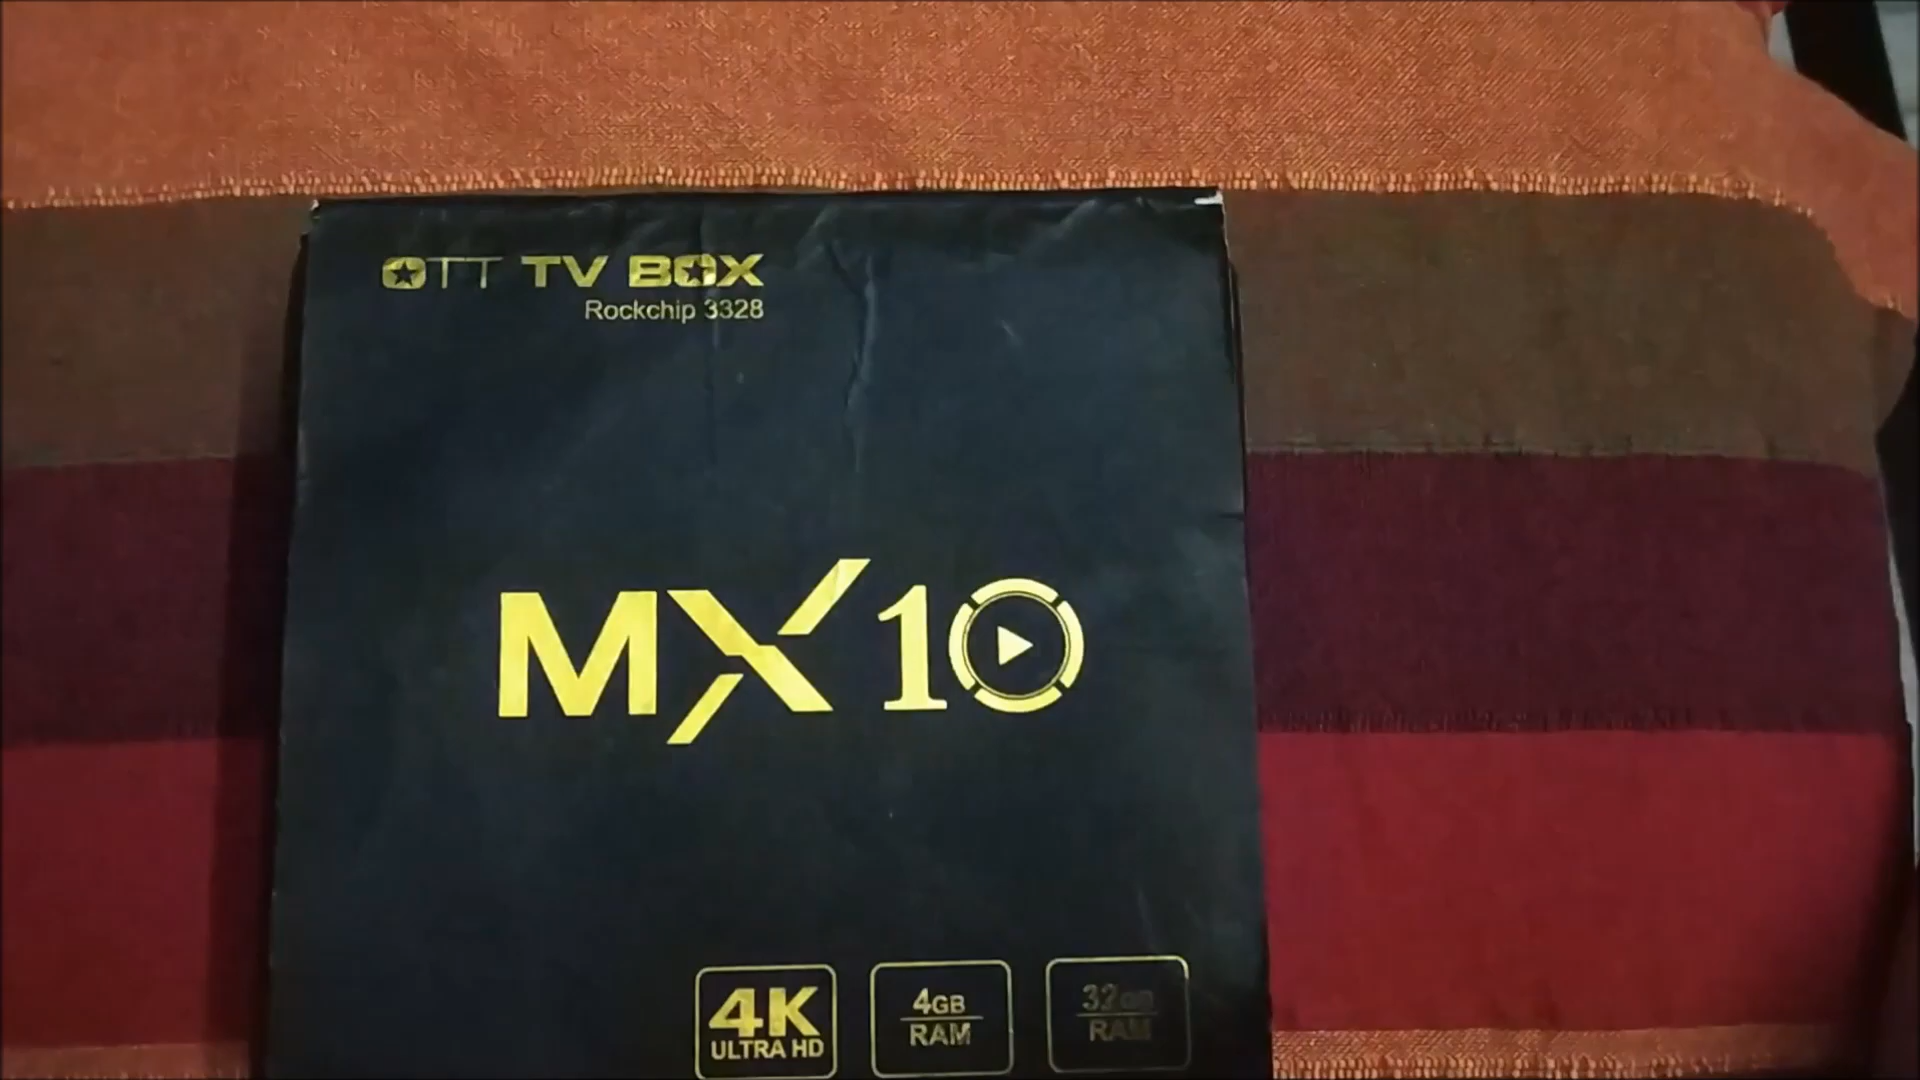 OTT TV BOX
Rockchip 3328
MX10
4K
ULTRA HD
4GB
RAM
32GB
RAM